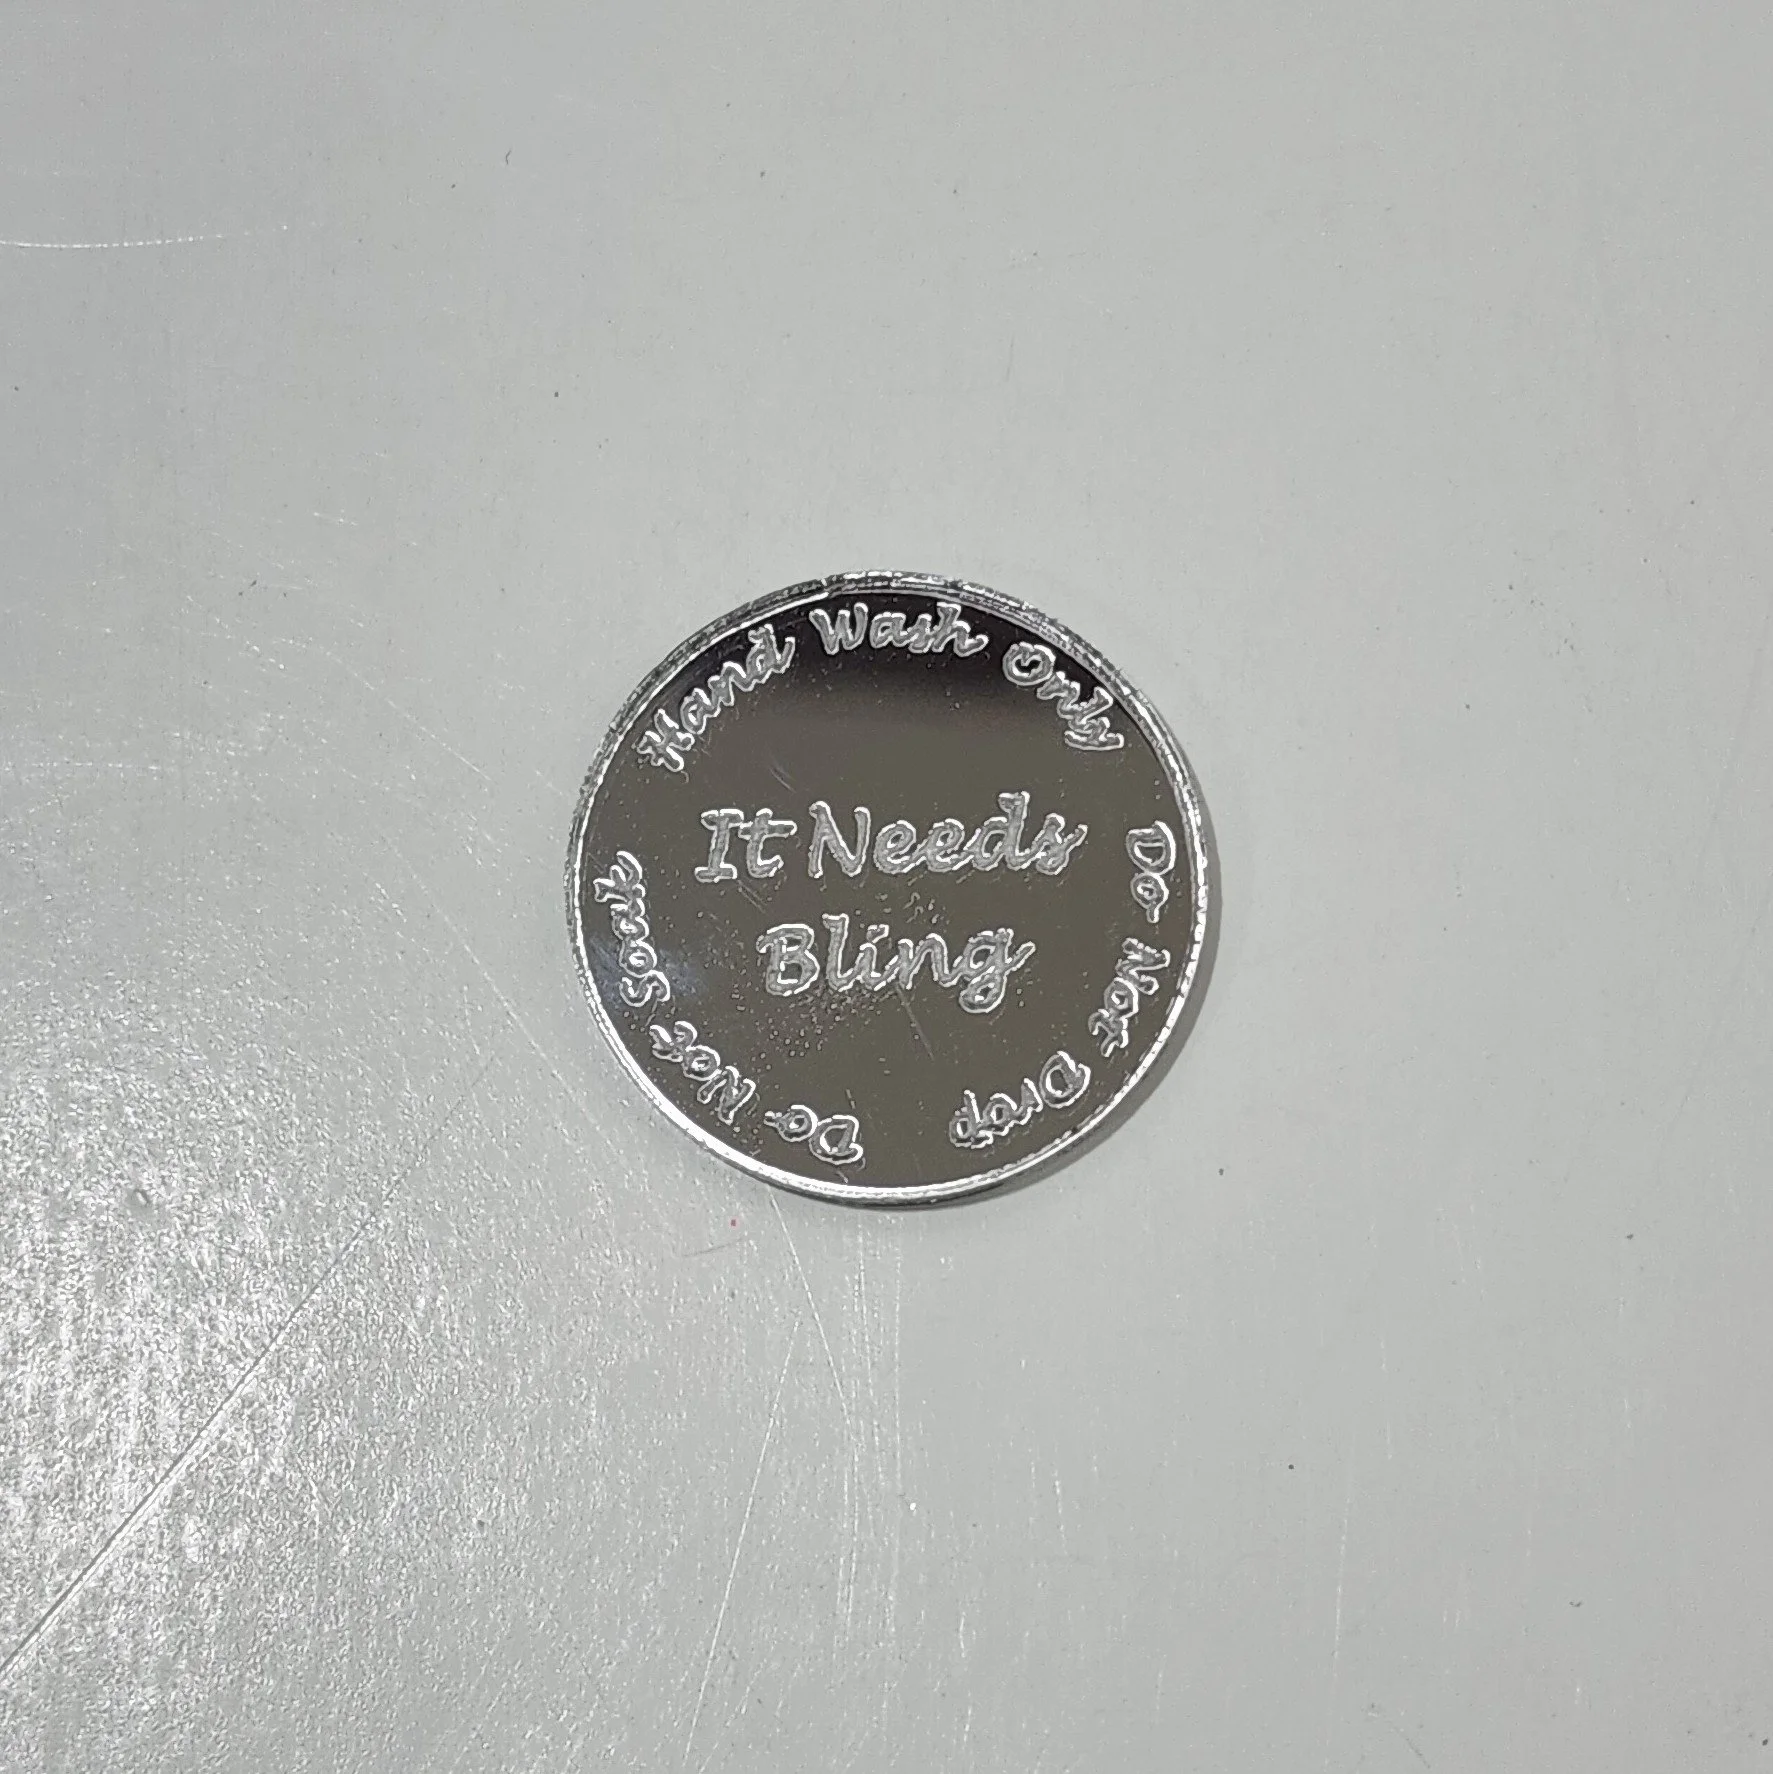 Hand Wash Only
Do Not Drop
Do Not Soak
It Needs
Bling